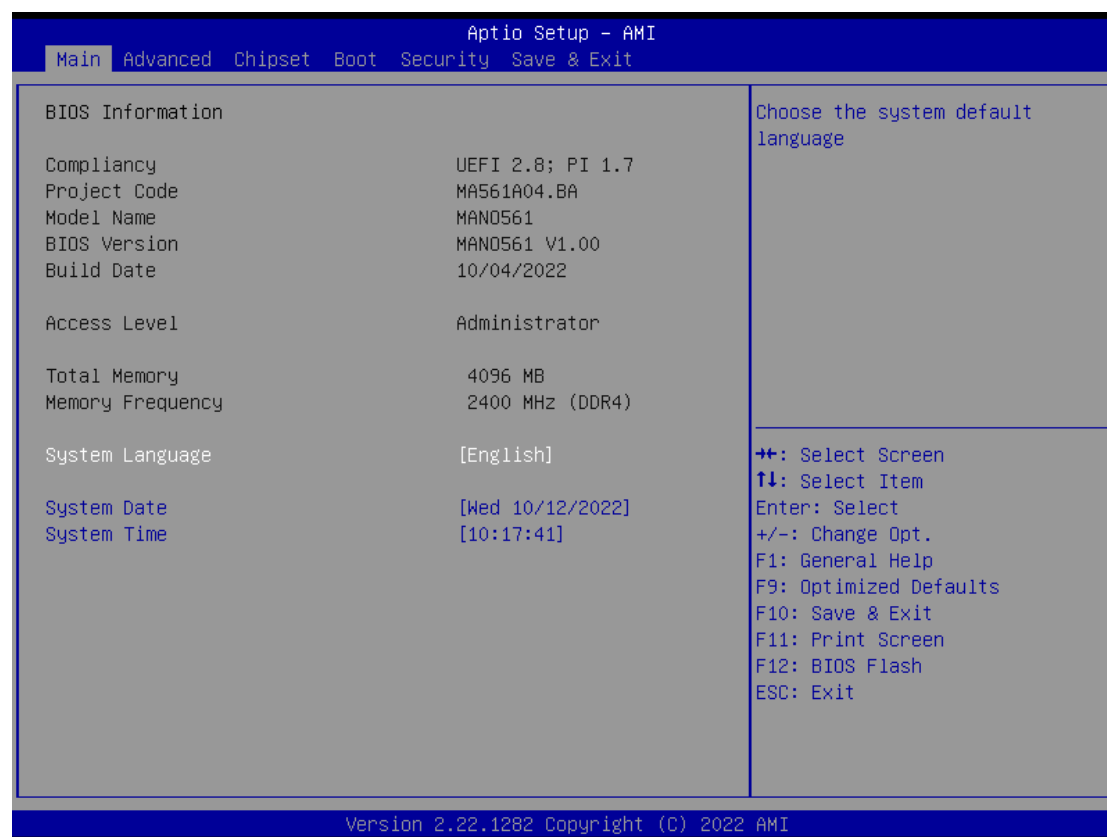 Aptio Setup – AMI
Main Advanced Chipset Boot Security Save & Exit
BIOS Information
Compliancy UEFI 2.8; PI 1.7
Project Code MA561A04.BA
Model Name MANO561
BIOS Version MANO561 V1.00
Build Date 10/04/2022
Access Level Administrator
Total Memory 4096 MB
Memory Frequency 2400 MHz (DDR4)
System Language [English]
System Date [Wed 10/12/2022]
System Time [10:17:41]
Choose the system default
language
→←: Select Screen
↑↓: Select Item
Enter: Select
+/-: Change Opt.
F1: General Help
F9: Optimized Defaults
F10: Save & Exit
F11: Print Screen
F12: BIOS Flash
ESC: Exit
Version 2.22.1282 Copyright (C) 2022 AMI